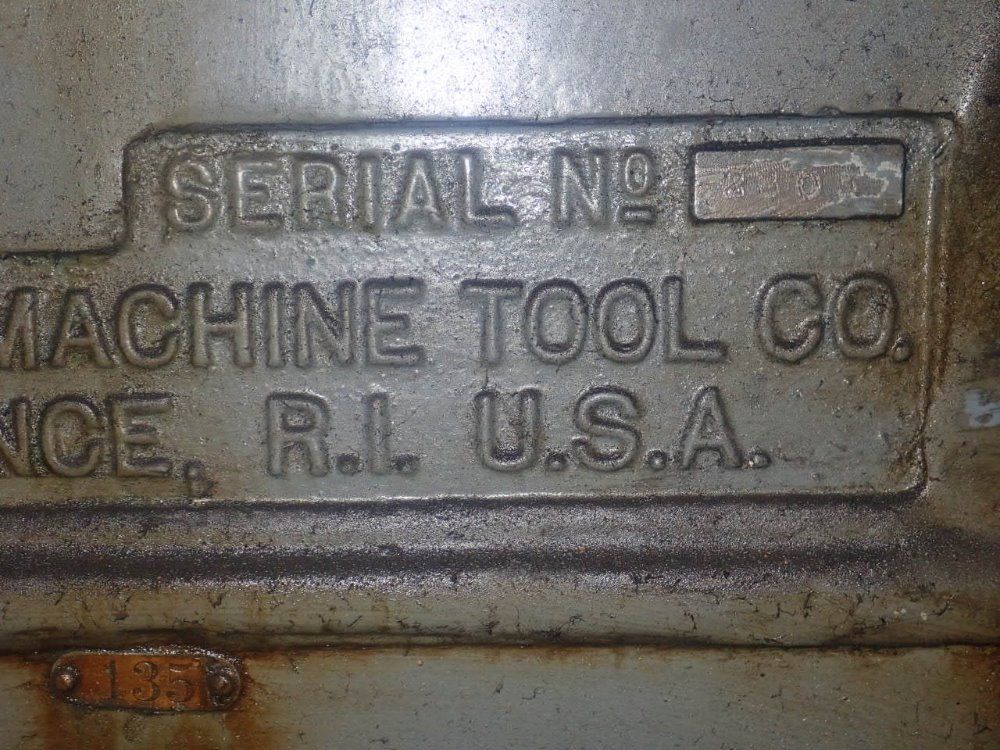 SERIAL Nº
MACHINE TOOL CO.
NCE, R.I. U.S.A.
135